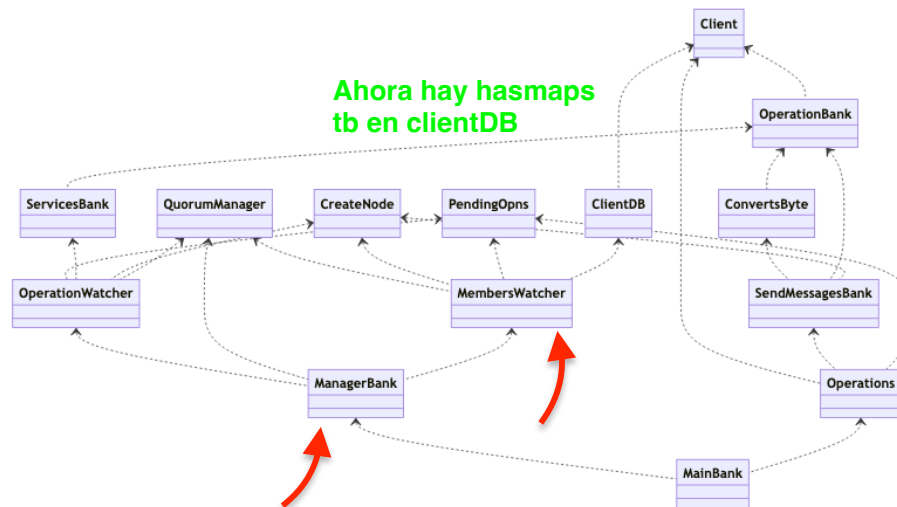 Client
Ahora hay hasmaps
tb en clientDB
OperationBank
ServicesBank
QuorumManager
CreateNode
PendingOpns
ClientDB
ConvertsByte
OperationWatcher
MembersWatcher
SendMessagesBank
ManagerBank
Operations
MainBank